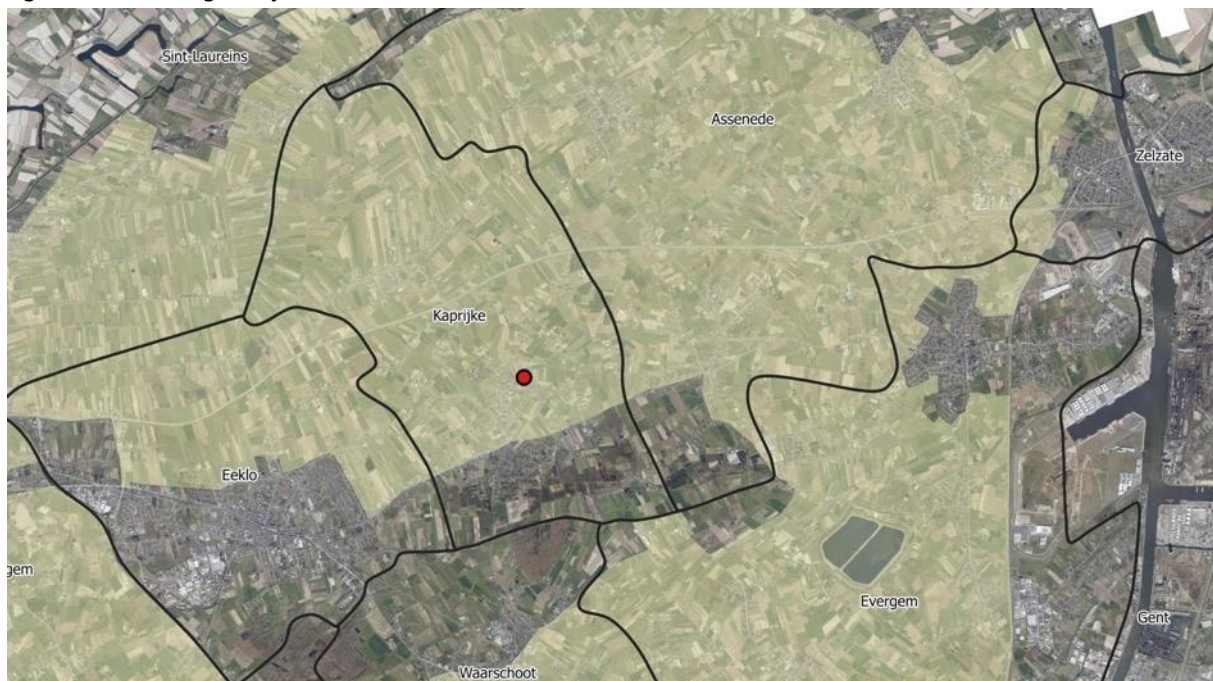 Sint-Laureins
Assenede
Zelzate
Kaprijke
Eeklo
gem
Evergem
Gent
Waarschoot